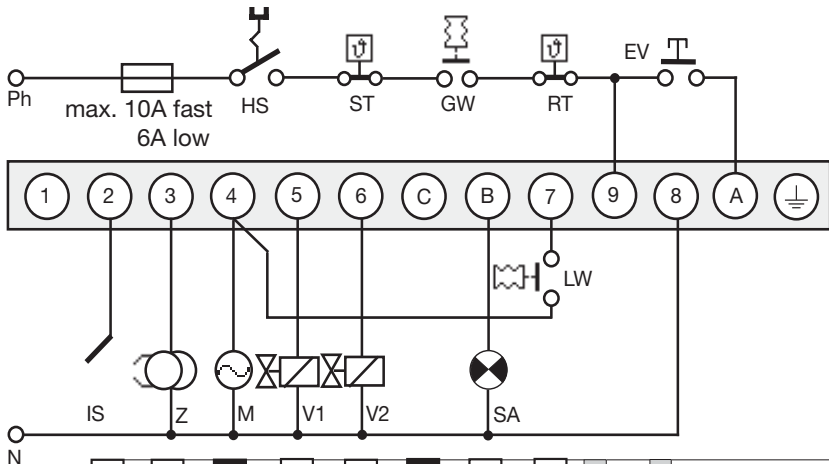 EV
ϑ ϑ
Ph
HS ST GW RT
max. 10A fast
6A low
1 2 3 4 5 6 C B 7 9 8 A
LW
IS Z M V1 V2 SA
N